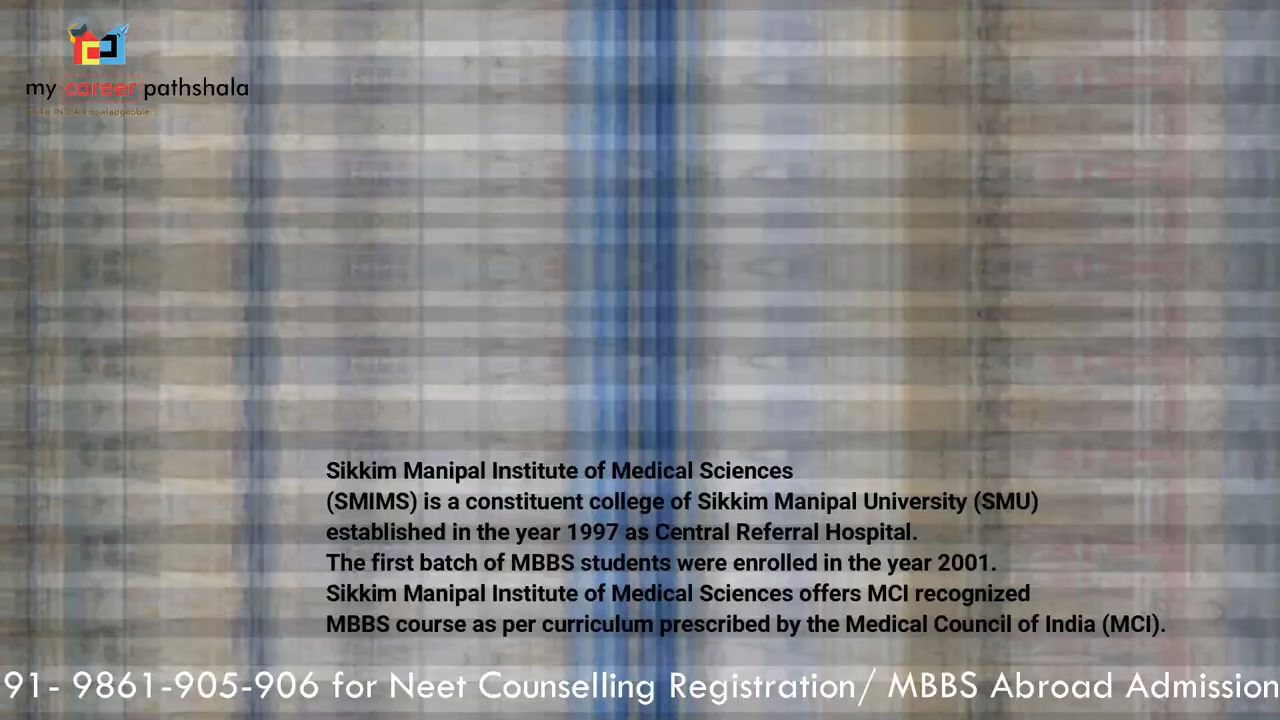 my career pathshala
Sikkim Manipal Institute of Medical Sciences
(SMIMS) is a constituent college of Sikkim Manipal University (SMU)
established in the year 1997 as Central Referral Hospital.
The first batch of MBBS students were enrolled in the year 2001.
Sikkim Manipal Institute of Medical Sciences offers MCI recognized
MBBS course as per curriculum prescribed by the Medical Council of India (MCI).
91- 9861-905-906 for Neet Counselling Registration/ MBBS Abroad Admission